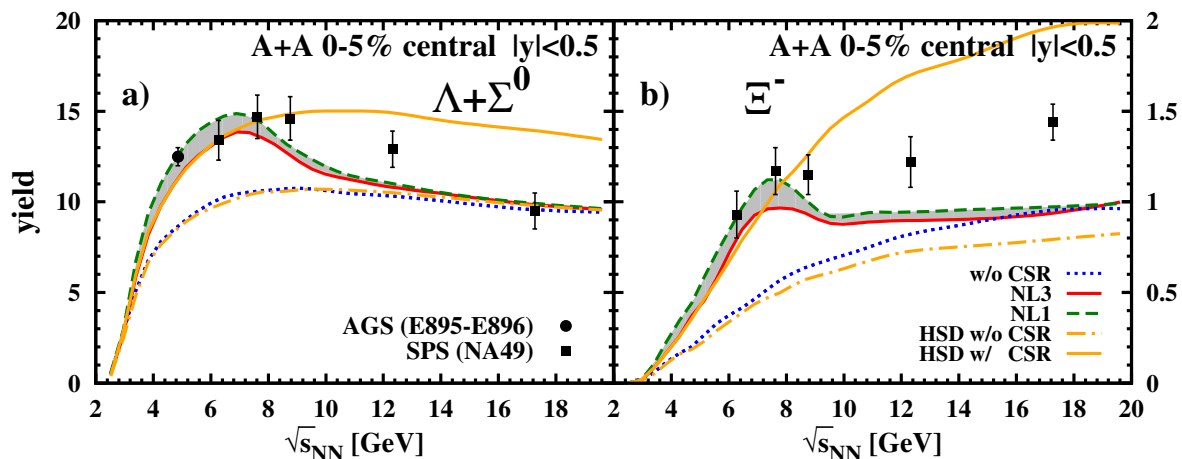 A+A 0-5% central |y|<0.5
a)
Λ+Σ⁰
yield
20
15
10
5
0
AGS (E895-E896)
SPS (NA49)
2 4 6 8 10 12 14 16 18
√sNN [GeV]
A+A 0-5% central |y|<0.5
b)
Ξ⁻
w/o CSR
NL3
NL1
HSD w/o CSR
HSD w/ CSR
2
1.5
1
0.5
0
2 4 6 8 10 12 14 16 18 20
√sNN [GeV]